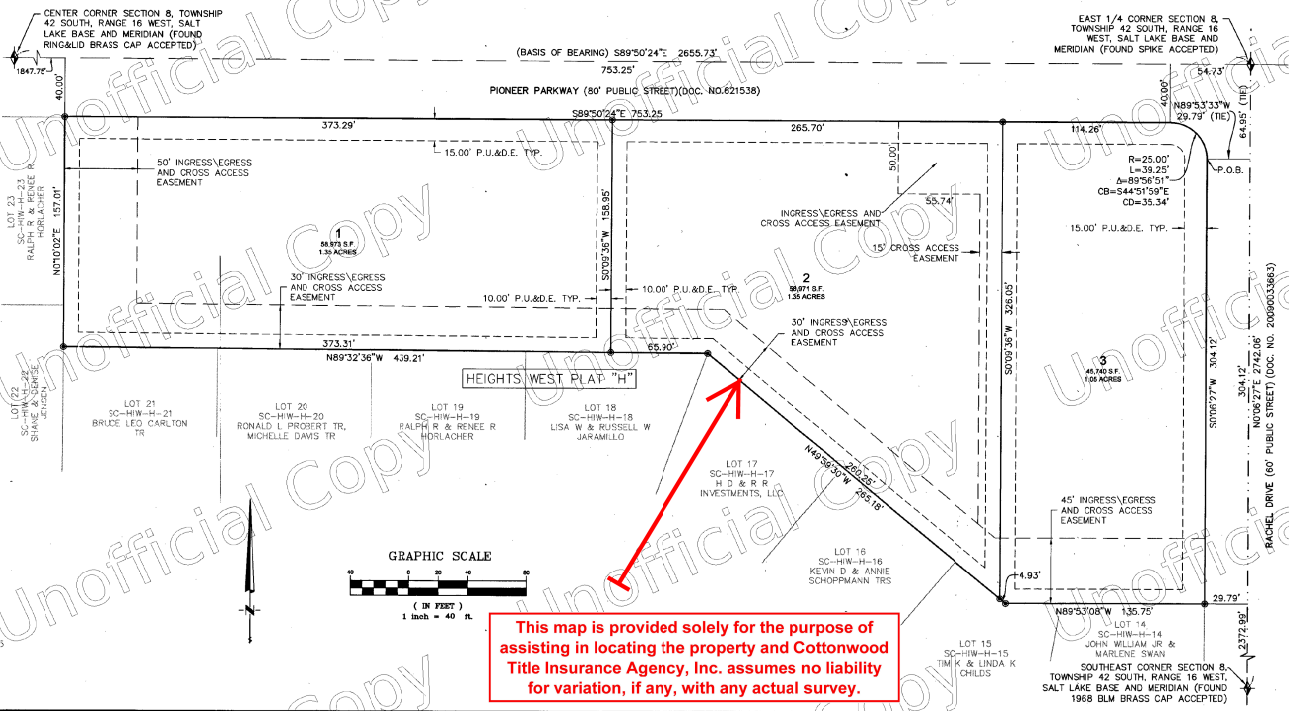 CENTER CORNER SECTION 8, TOWNSHIP
42 SOUTH, RANGE 16 WEST, SALT
LAKE BASE AND MERIDIAN (FOUND
RING&LID BRASS CAP ACCEPTED)
EAST 1/4 CORNER SECTION 8,
TOWNSHIP 42 SOUTH, RANGE 16
WEST, SALT LAKE BASE AND
MERIDIAN (FOUND SPIKE ACCEPTED)
(BASIS OF BEARING) S89°50'24"E 2655.73'
1847.75'
753.25'
54.73'
40.00'
PIONEER PARKWAY (80' PUBLIC STREET)(DOC. NO.621538)
40.00'
N89°53'33"W
29.79' (TIE)
64.95' (TIE)
S89°50'24"E 753.25
373.29'
265.70'
114.26'
15.00' P.U.&D.E. TYP.
50.00
50' INGRESS\EGRESS
AND CROSS ACCESS
EASEMENT
R=25.00'
L=39.25'
Δ=89°56'51"
CB=S44°51'59"E
CD=35.34'
P.O.B.
LOT 23
SC-HIW-H-23
RALPH R & RENEE R
HORLACHER
N0°10'02"E 157.01'
S0°09'36"W 158.95'
55.74'
INGRESS\EGRESS AND
CROSS ACCESS EASEMENT
15.00' P.U.&D.E. TYP.
1
58,973 S.F.
1.35 ACRES
15' CROSS ACCESS
EASEMENT
30' INGRESS\EGRESS
AND CROSS ACCESS
EASEMENT
2
58,971 S.F.
1.35 ACRES
10.00' P.U.&D.E. TYP.
10.00' P.U.&D.E. TYP.
S0°09'36"W 326.05'
30' INGRESS\EGRESS
AND CROSS ACCESS
EASEMENT
373.31'
65.90'
N89°32'36"W 439.21'
3
45,740 S.F.
1.05 ACRES
S0°06'27"W 304.12'
304.12'
N0°06'27"E 2742.06'
RACHEL DRIVE (60' PUBLIC STREET) (DOC. NO. 20090033663)
HEIGHTS WEST PLAT "H"
LOT 22
SC-HIW-H-22
SHANE & DENISE
JENSEN
LOT 21
SC-HIW-H-21
BRUCE LEO CARLTON
TR
LOT 20
SC-HIW-H-20
RONALD L PROBERT TR,
MICHELLE DAVIS TR
LOT 19
SC-HIW-H-19
RALPH R & RENEE R
HORLACHER
LOT 18
SC-HIW-H-18
LISA W & RUSSELL W
JARAMILLO
LOT 17
SC-HIW-H-17
H D & R R
INVESTMENTS, LLC
260.25'
N49°59'30"W 265.18'
45' INGRESS\EGRESS
AND CROSS ACCESS
EASEMENT
LOT 16
SC-HIW-H-16
KEVIN D & ANNIE
SCHOPPMANN TRS
GRAPHIC SCALE
40 0 20 40 80
( IN FEET )
1 inch = 40 ft.
N
4.93'
29.79'
N89°53'08"W 135.75'
2372.99'
LOT 15
SC-HIW-H-15
TIM K & LINDA K
CHILDS
LOT 14
SC-HIW-H-14
JOHN WILLIAM JR &
MARLENE SWAN
SOUTHEAST CORNER SECTION 8,
TOWNSHIP 42 SOUTH, RANGE 16 WEST,
SALT LAKE BASE AND MERIDIAN (FOUND
1968 BLM BRASS CAP ACCEPTED)
This map is provided solely for the purpose of
assisting in locating the property and Cottonwood
Title Insurance Agency, Inc. assumes no liability
for variation, if any, with any actual survey.
Unofficial Copy
Unofficial Copy
Unofficial Copy
Unofficial Copy
Unofficial Copy
Unofficial Copy